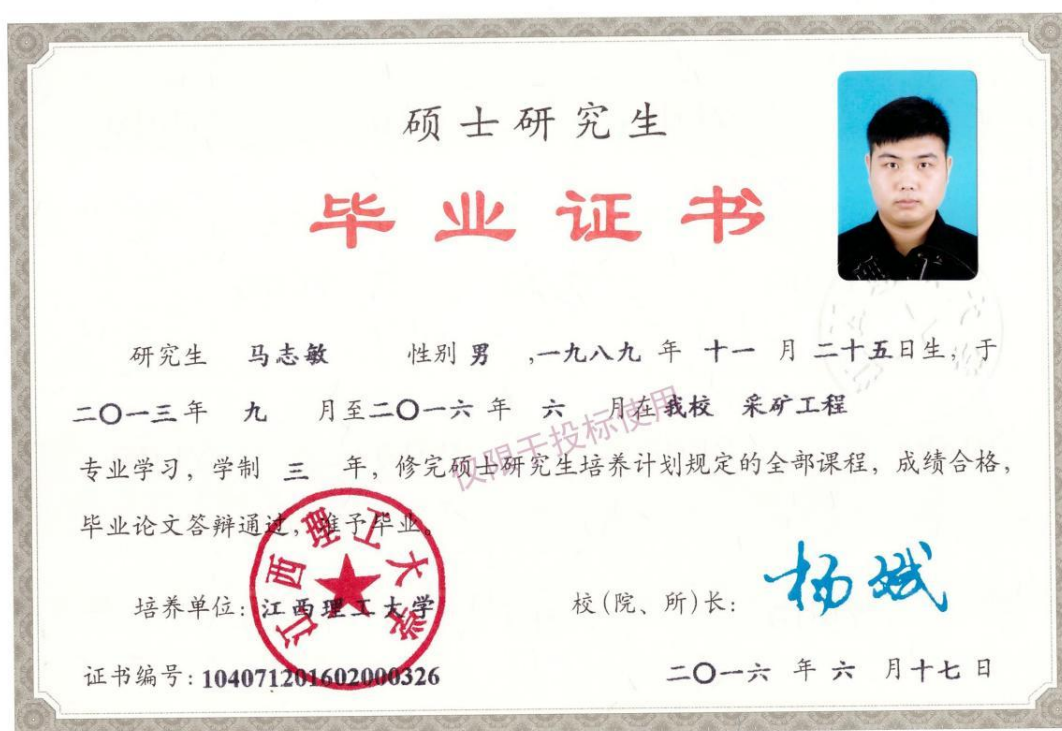 硕士研究生
毕业证书
研究生 马志敏 性别 男 ,一九八九 年 十一 月 二十五日生,于
二〇一三年 九 月至二〇一六 年 六 月在我校 采矿工程
仅限于投标使用
专业学习,学制 三 年,修完硕士研究生培养计划规定的全部课程,成绩合格,
毕业论文答辩通过,准予毕业。
江西理工大学
培养单位:江西理工大学 校(院、所)长:杨斌
证书编号:104071201602000326 二〇一六 年 六 月十七日